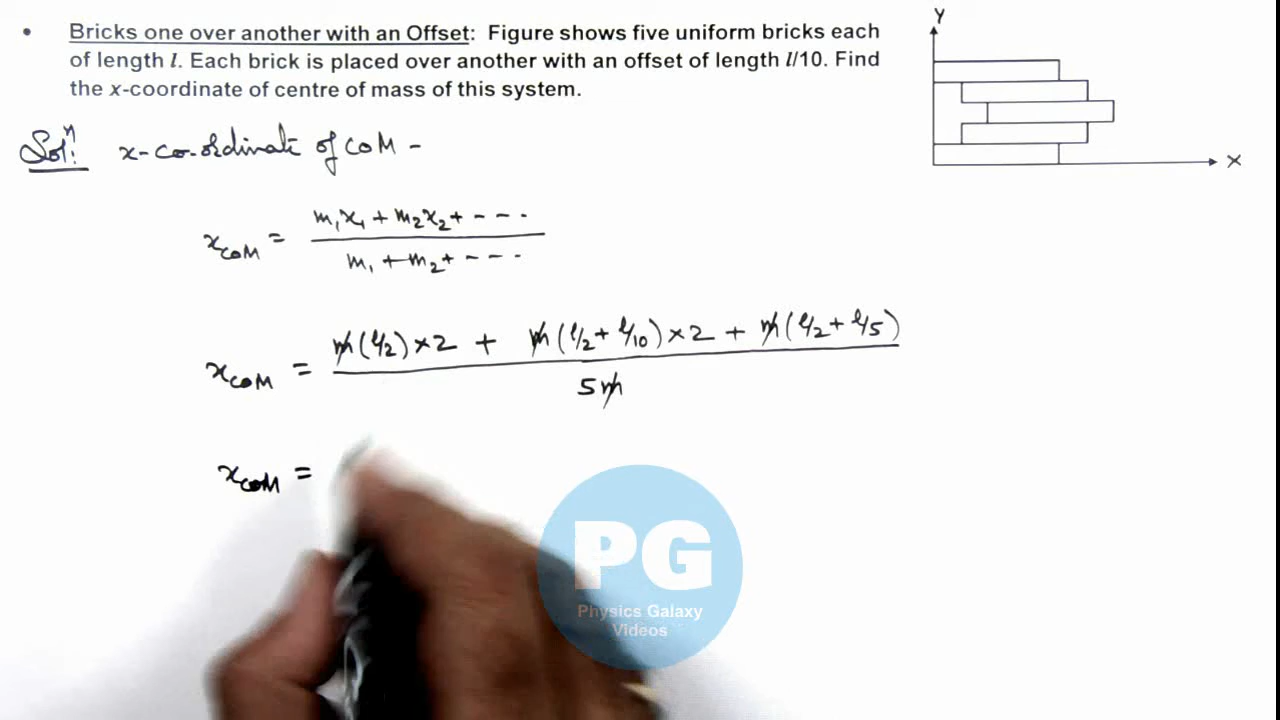 • Bricks one over another with an Offset: Figure shows five uniform bricks each
of length l. Each brick is placed over another with an offset of length l/10. Find
the x-coordinate of centre of mass of this system.
Y
X
Solⁿ: x-co-ordinate of COM -
x_COM = (m₁x₁ + m₂x₂ + ----) / (m₁ + m₂ + ---·)
x_COM = (m(l/2)×2 + m(l/2 + l/10)×2 + m(l/2 + l/5)) / 5m
x_COM =
PG
Physics Galaxy
Videos